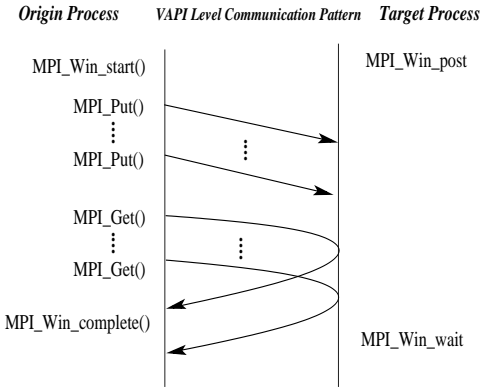 Origin Process VAPI Level Communication Pattern Target Process
MPI_Win_start() MPI_Win_post
MPI_Put()
MPI_Put()
MPI_Get()
MPI_Get()
MPI_Win_complete()
MPI_Win_wait